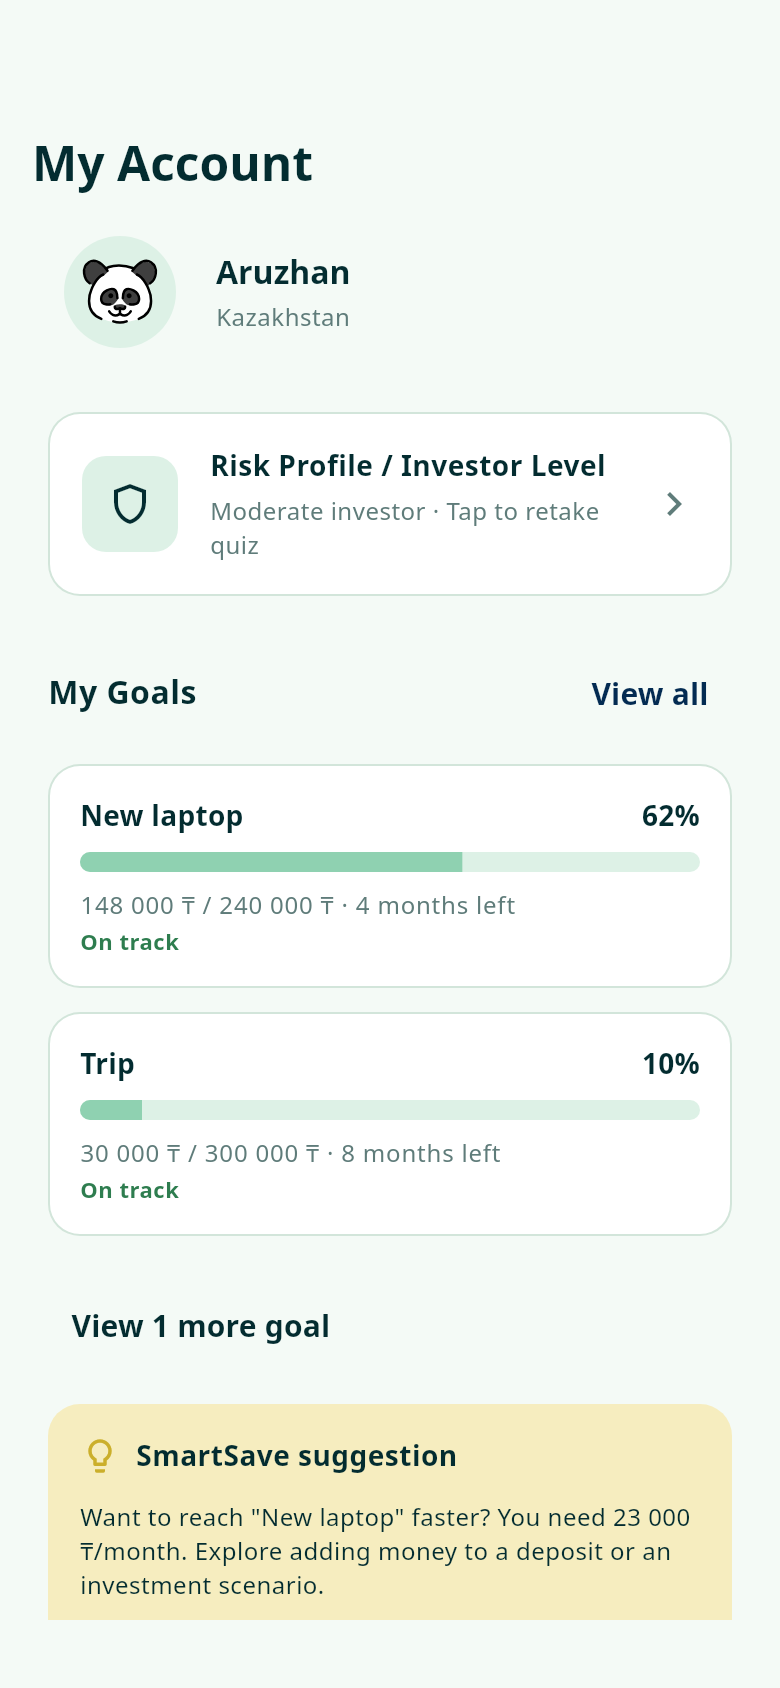 My Account
Aruzhan
Kazakhstan
Risk Profile / Investor Level
Moderate investor · Tap to retake
quiz
My Goals
View all
New laptop
62%
148 000 ₸ / 240 000 ₸ · 4 months left
On track
Trip
10%
30 000 ₸ / 300 000 ₸ · 8 months left
On track
View 1 more goal
SmartSave suggestion
Want to reach "New laptop" faster? You need 23 000
₸/month. Explore adding money to a deposit or an
investment scenario.